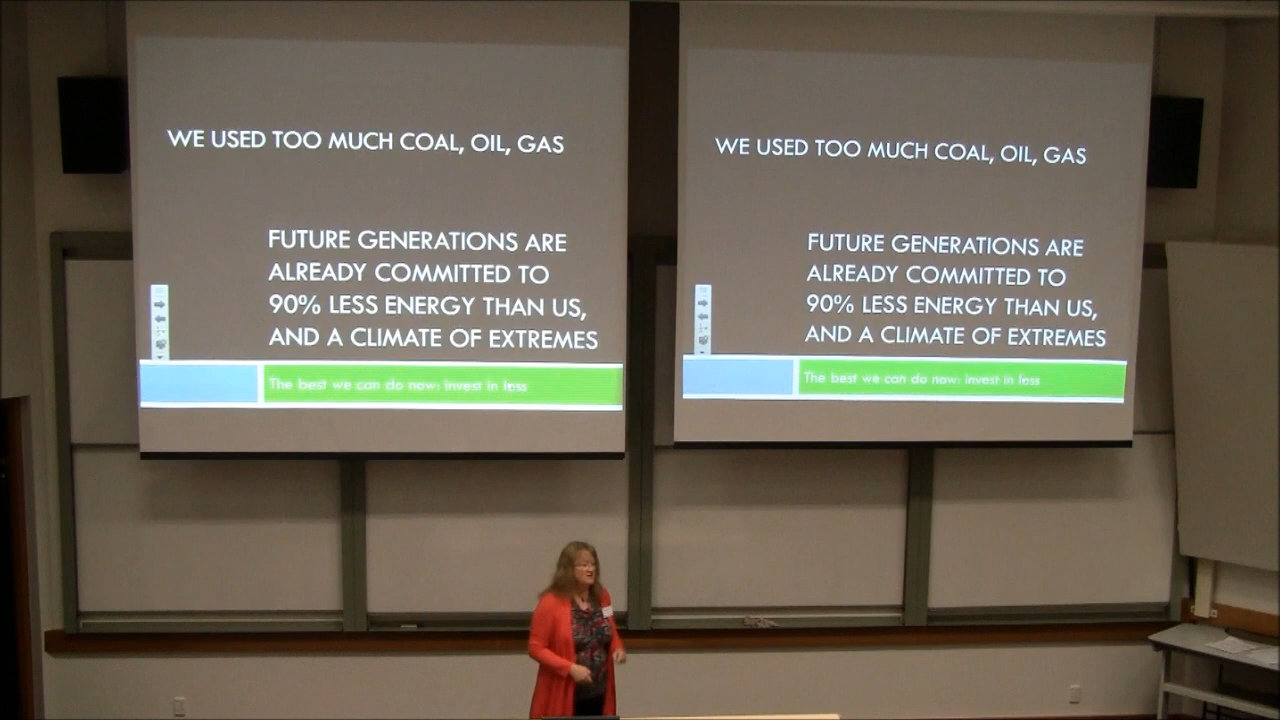 WE USED TOO MUCH COAL, OIL, GAS
FUTURE GENERATIONS ARE
ALREADY COMMITTED TO
90% LESS ENERGY THAN US,
AND A CLIMATE OF EXTREMES
The best we can do now: invest in less
WE USED TOO MUCH COAL, OIL, GAS
FUTURE GENERATIONS ARE
ALREADY COMMITTED TO
90% LESS ENERGY THAN US,
AND A CLIMATE OF EXTREMES
The best we can do now: invest in less